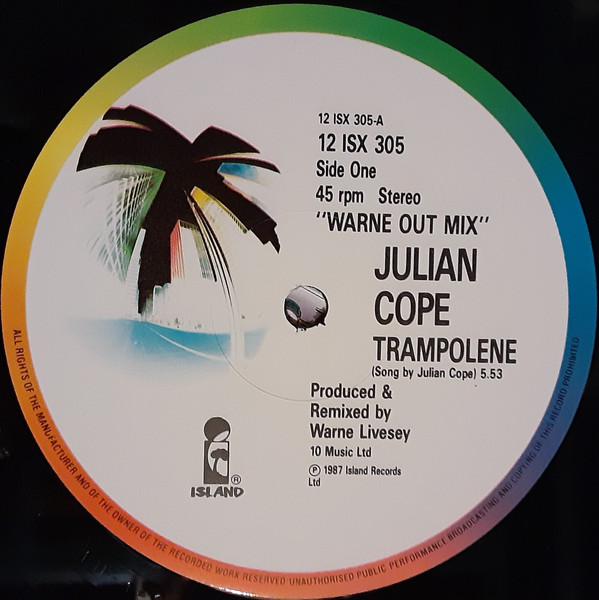 12 ISX 305-A
12 ISX 305
Side One
45 rpm Stereo
"WARNE OUT MIX"
JULIAN
COPE
TRAMPOLENE
(Song by Julian Cope) 5.53
Produced &
Remixed by
Warne Livesey
10 Music Ltd
℗ 1987 Island Records
Ltd
i
®
ISLAND
ALL RIGHTS OF THE MANUFACTURER AND OF THE OWNER OF THE RECORDED WORK RESERVED UNAUTHORISED PUBLIC PERFORMANCE BROADCASTING AND COPYING OF THIS RECORD PROHIBITED